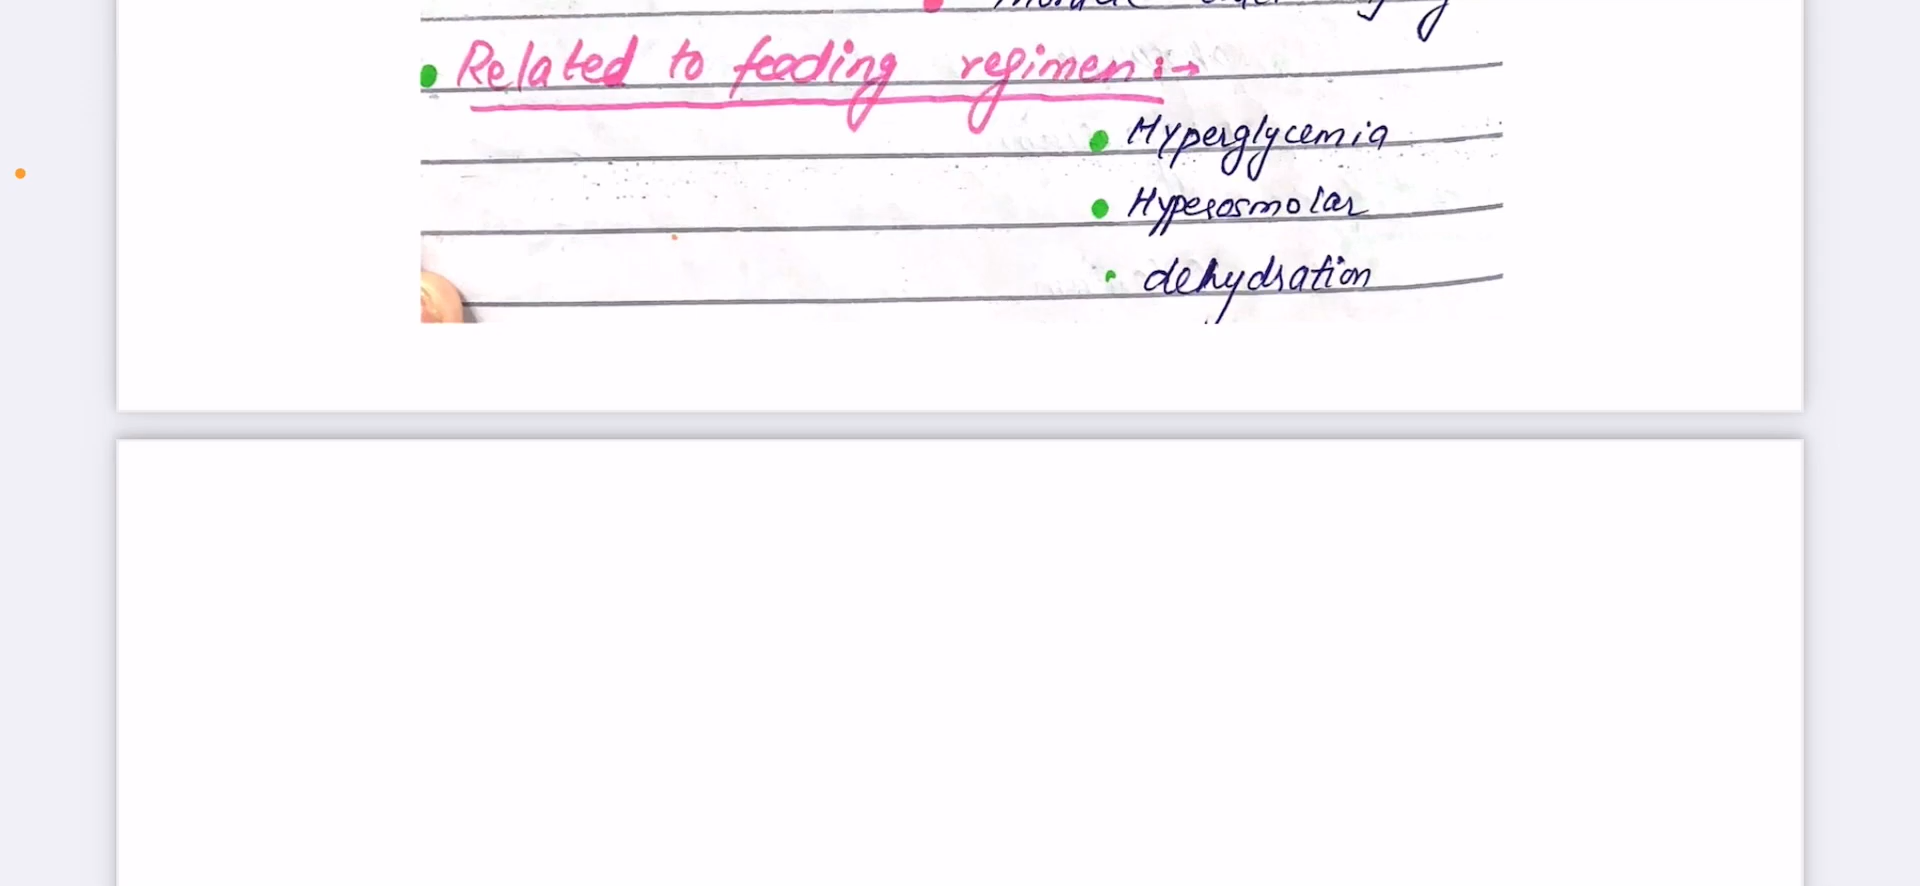 • Related to feeding regimen :→
• Hyperglycemia
• Hyperosmolar
• dehydration